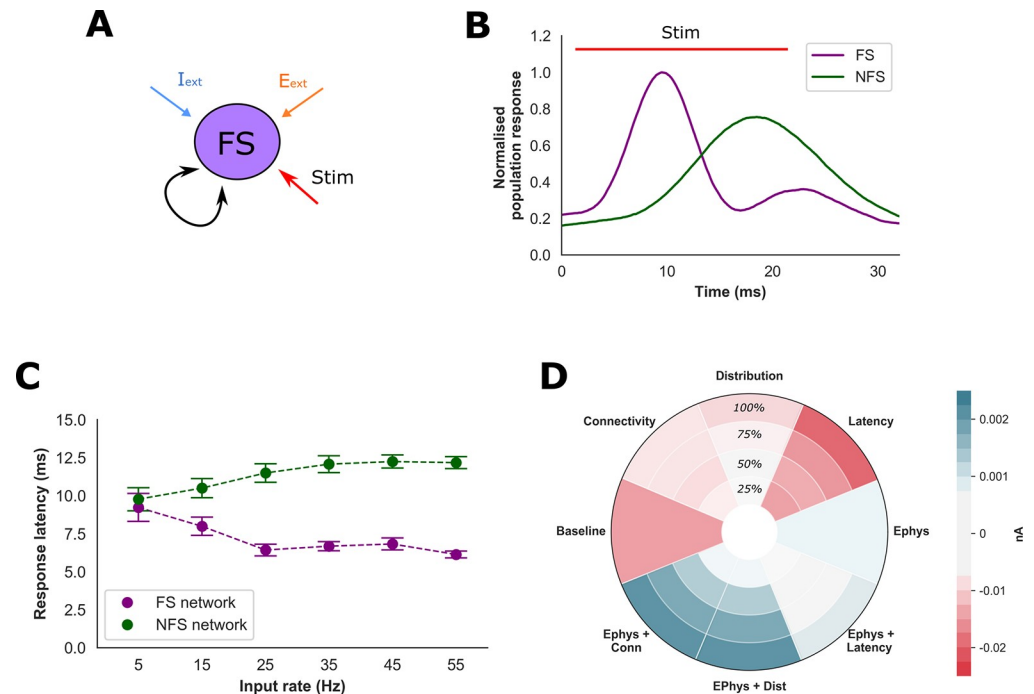 A
I_ext
E_ext
FS
Stim
B
Stim
FS
NFS
Normalised
population response
1.2
1.0
0.8
0.6
0.4
0.2
0.0
0
10
20
30
Time (ms)
C
Response latency (ms)
15.0
12.5
10.0
7.5
5.0
2.5
0.0
FS network
NFS network
5
15
25
35
45
55
Input rate (Hz)
D
Distribution
Connectivity
Latency
100%
75%
50%
25%
Baseline
Ephys
Ephys +
Conn
Ephys +
Latency
EPhys + Dist
0.002
0.001
0
-0.01
-0.02
nA